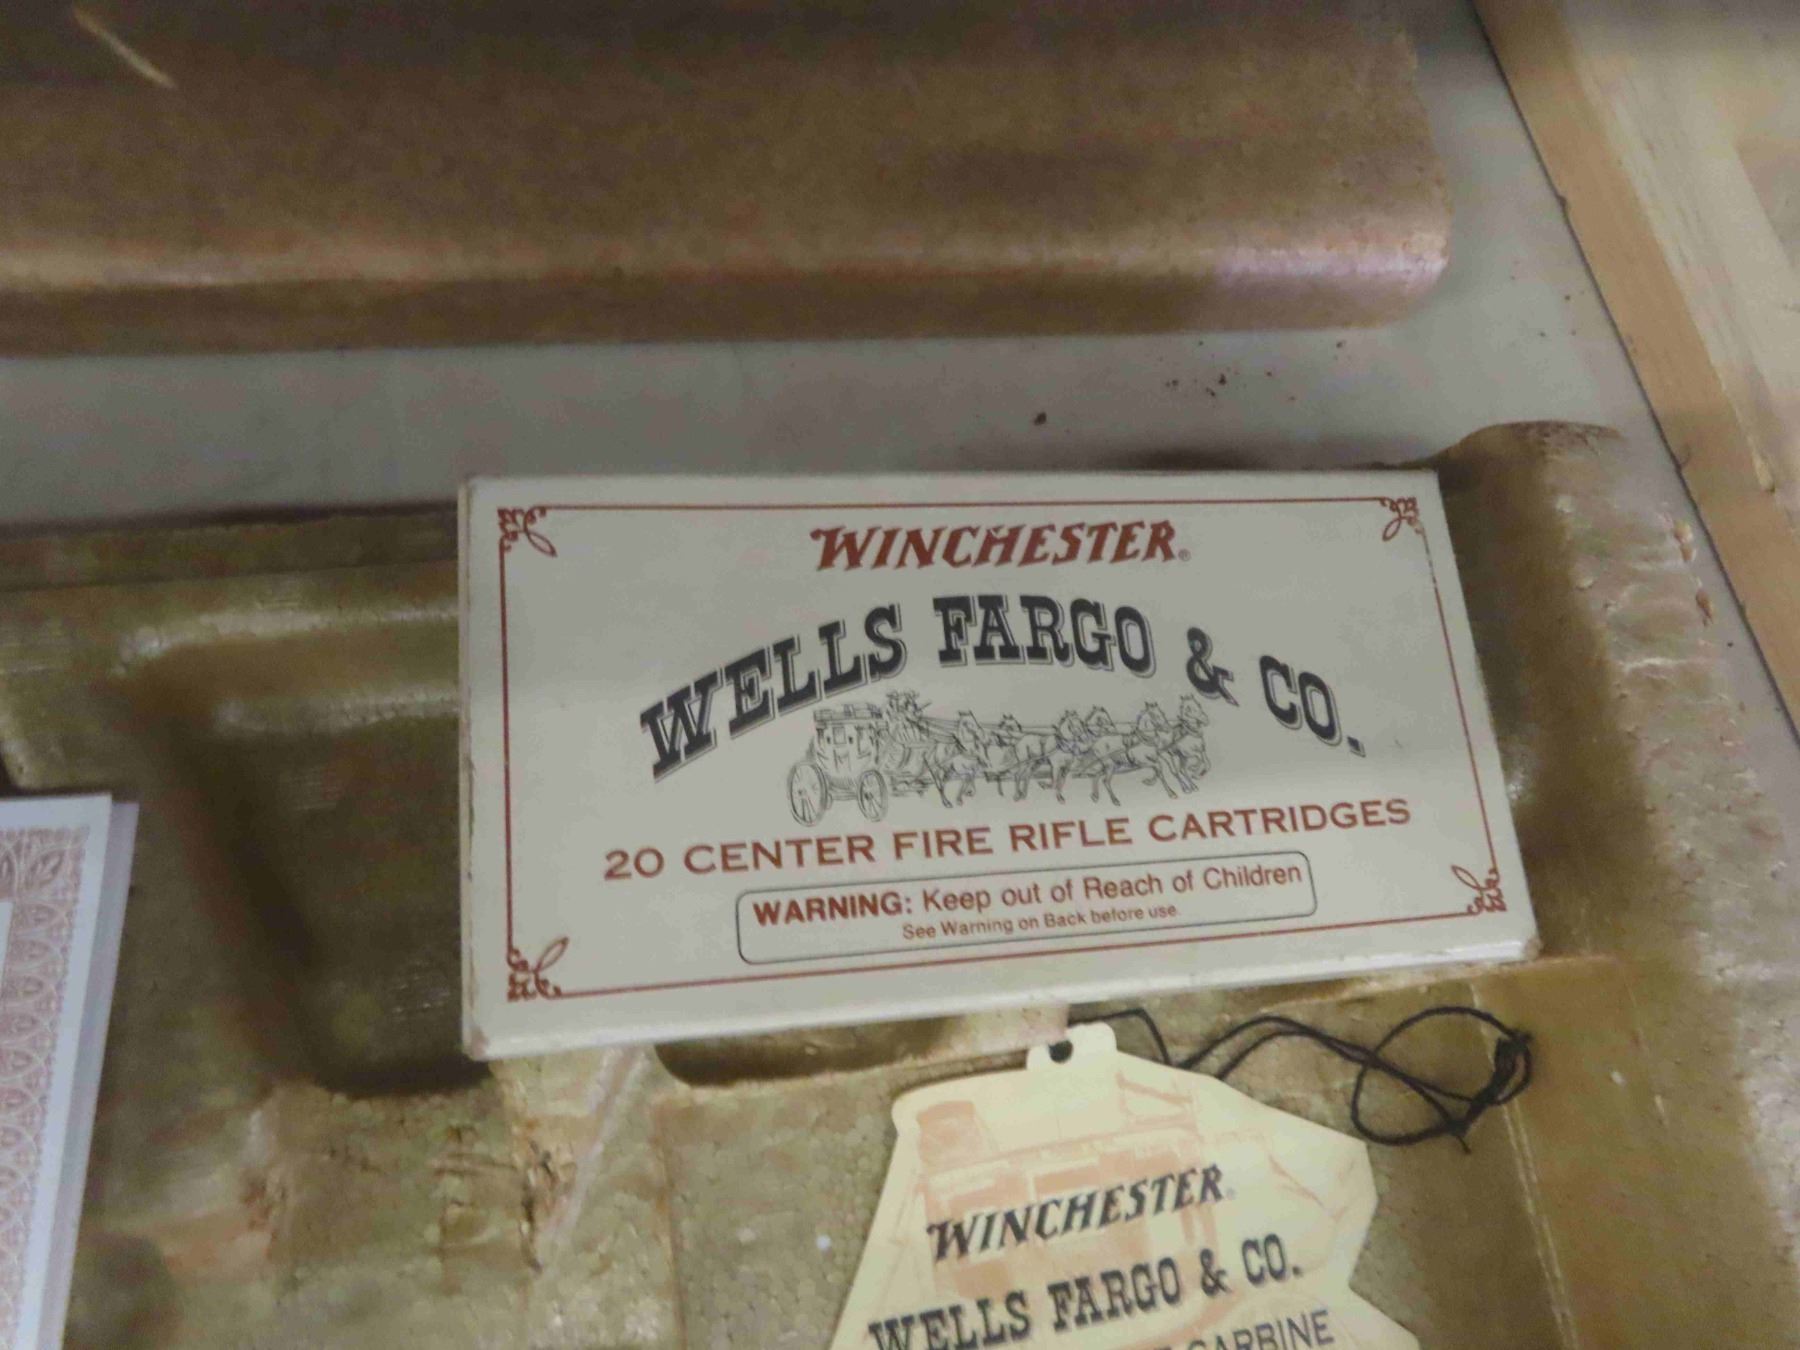 WINCHESTER®
WELLS FARGO & CO.
20 CENTER FIRE RIFLE CARTRIDGES
WARNING: Keep out of Reach of Children
See Warning on Back before use.
WINCHESTER®
WELLS FARGO & CO.
CARBINE